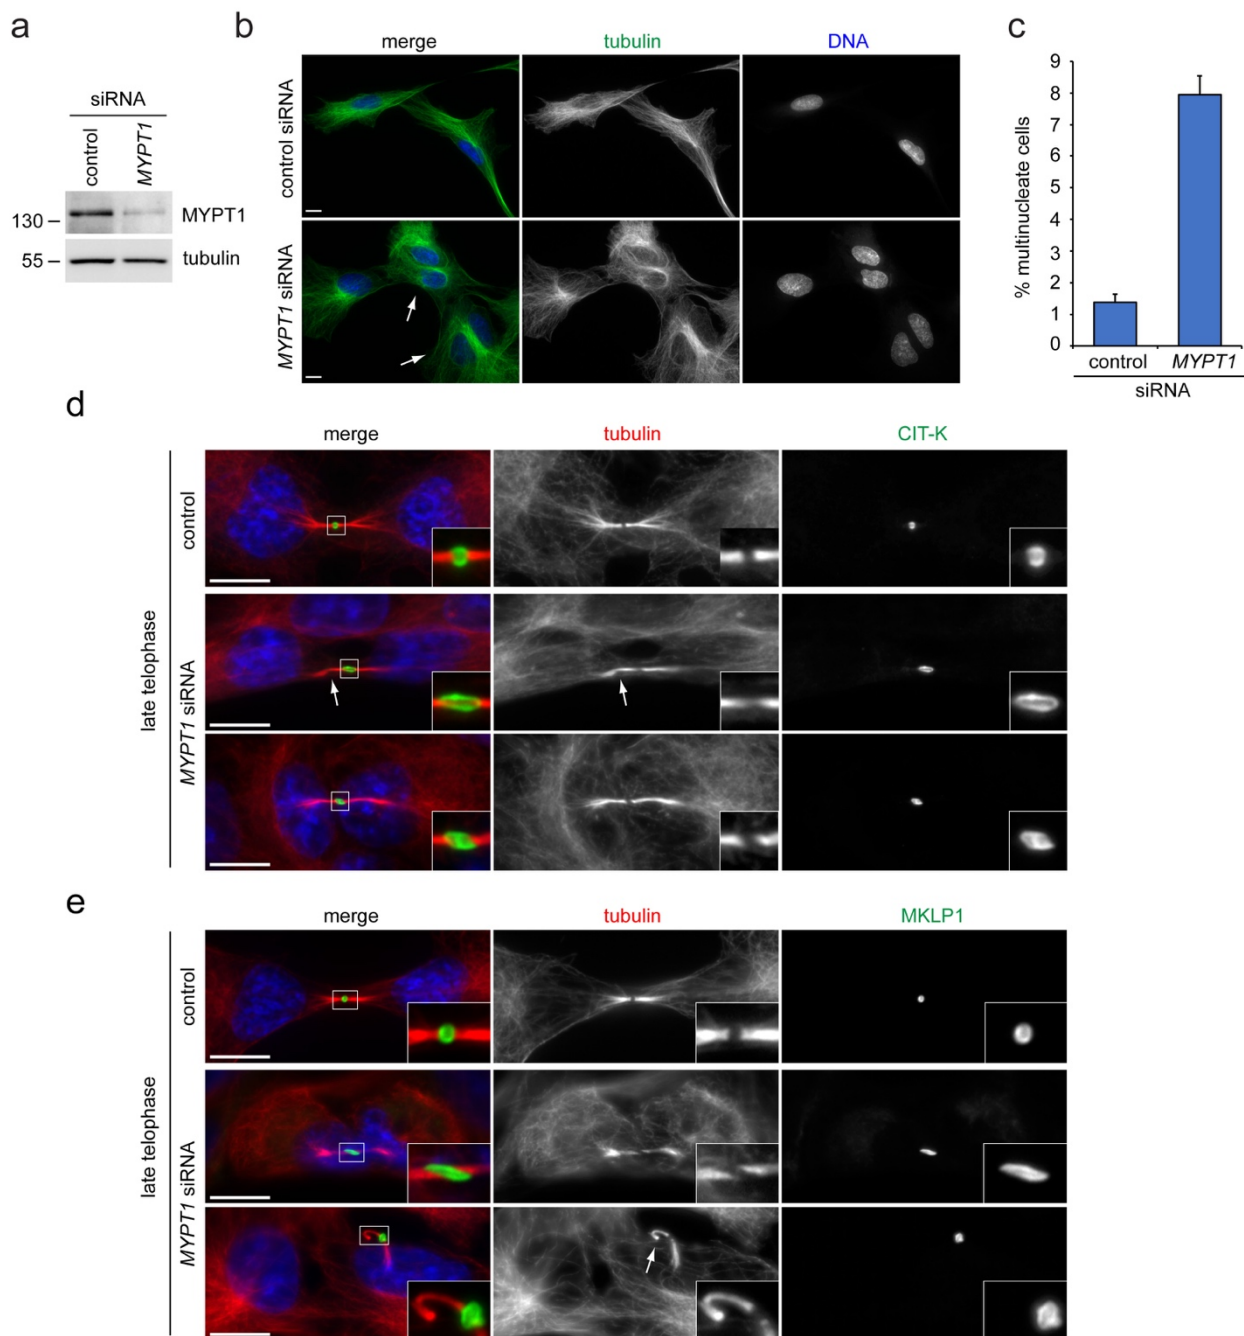 a
siRNA
control
MYPT1
130
MYPT1
55
tubulin
b
merge
tubulin
DNA
control siRNA
MYPT1 siRNA
c
% multinucleate cells
9
8
7
6
5
4
3
2
1
0
control
MYPT1
siRNA
d
merge
tubulin
CIT-K
late telophase
control
MYPT1 siRNA
e
merge
tubulin
MKLP1
late telophase
control
MYPT1 siRNA